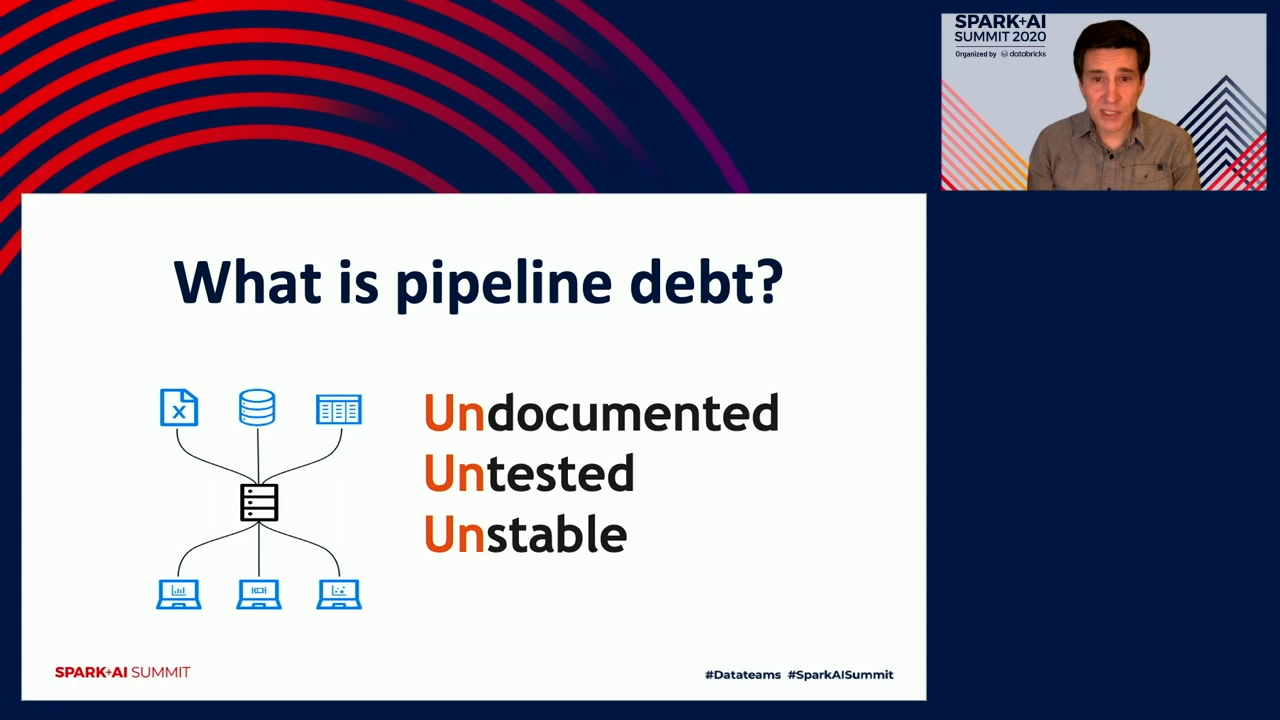 SPARK+AI
SUMMIT 2020
Organized by databricks
What is pipeline debt?
X
Undocumented
Untested
Unstable
SPARK+AI SUMMIT
#Datateams #SparkAISummit